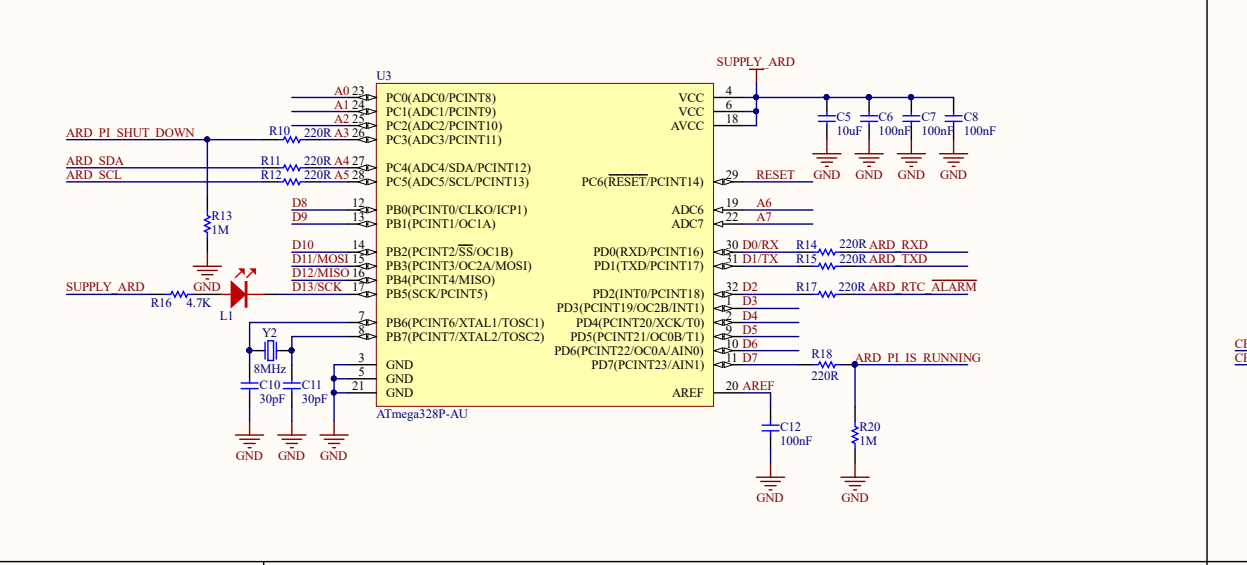 SUPPLY_ARD
U3
A0 23 PC0(ADC0/PCINT8) VCC 4
A1 24 PC1(ADC1/PCINT9) VCC 6
A2 25 PC2(ADC2/PCINT10) AVCC 18
ARD_PI_SHUT_DOWN R10 220R A3 26 PC3(ADC3/PCINT11)
C5 10uF C6 100nF C7 100nF C8 100nF
GND GND GND GND
ARD_SDA R11 220R A4 27 PC4(ADC4/SDA/PCINT12)
ARD_SCL R12 220R A5 28 PC5(ADC5/SCL/PCINT13) PC6(RESET/PCINT14) 29 RESET
D8 12 PB0(PCINT0/CLKO/ICP1) ADC6 19 A6
D9 13 PB1(PCINT1/OC1A) ADC7 22 A7
R13
1M
GND
D10 14 PB2(PCINT2/SS/OC1B) PD0(RXD/PCINT16) 30 D0/RX R14 220R ARD_RXD
D11/MOSI 15 PB3(PCINT3/OC2A/MOSI) PD1(TXD/PCINT17) 31 D1/TX R15 220R ARD_TXD
D12/MISO 16 PB4(PCINT4/MISO)
SUPPLY_ARD R16 4.7K L1 D13/SCK 17 PB5(SCK/PCINT5) PD2(INT0/PCINT18) 32 D2 R17 220R ARD_RTC_ALARM
PD3(PCINT19/OC2B/INT1) 1 D3
7 PB6(PCINT6/XTAL1/TOSC1) PD4(PCINT20/XCK/T0) 2 D4
8 PB7(PCINT7/XTAL2/TOSC2) PD5(PCINT21/OC0B/T1) 9 D5
Y2
8MHz
PD6(PCINT22/OC0A/AIN0) 10 D6
3 GND PD7(PCINT23/AIN1) 11 D7 R18 220R ARD_PI_IS_RUNNING
5 GND
21 GND AREF 20 AREF
C10 30pF C11 30pF
ATmega328P-AU
C12
100nF
R20
1M
GND GND GND
GND GND